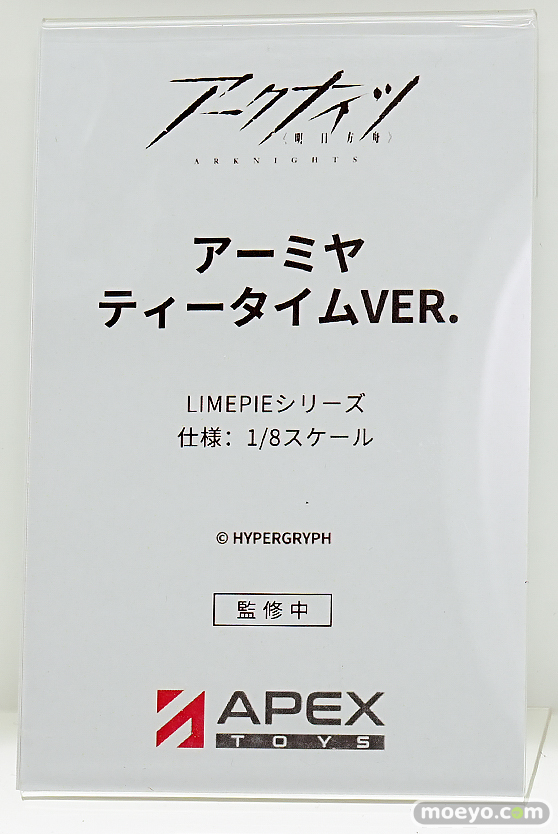 アークナイツ
〈明日方舟〉
ARKNIGHTS
アーミヤ
ティータイムVER.
LIMEPIEシリーズ
仕様：1/8スケール
© HYPERGRYPH
監修中
APEX
TOYS
moeyo.com